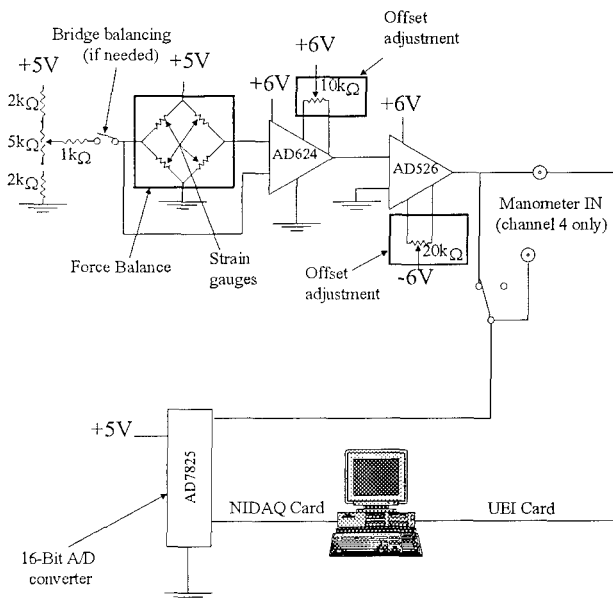 Offset
adjustment
Bridge balancing
(if needed)
+6V
+5V
+5V
+6V
10kΩ
2kΩ
+6V
5kΩ
1kΩ
AD624
AD526
2kΩ
Manometer IN
(channel 4 only)
Force Balance
Strain
gauges
Offset
adjustment
20kΩ
-6V
+5V
AD7825
NIDAQ Card
UEI Card
16-Bit A/D
converter